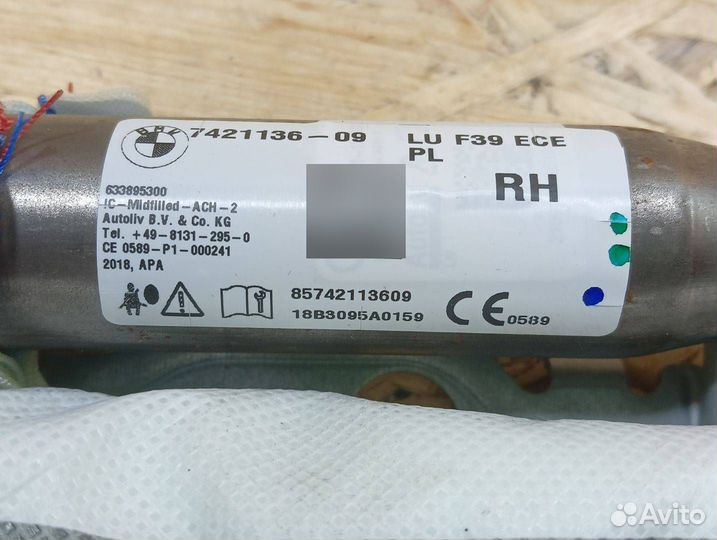 BMW
7421136-09 LU F39 ECE
PL
RH
633895300
IC-Midfilled-ACH-2
Autoliv B.V. & Co. KG
Tel. +49-8131-295-0
CE 0589-P1-000241
2018, APA
85742113609
18B3095A0159
CE 0589
Avito